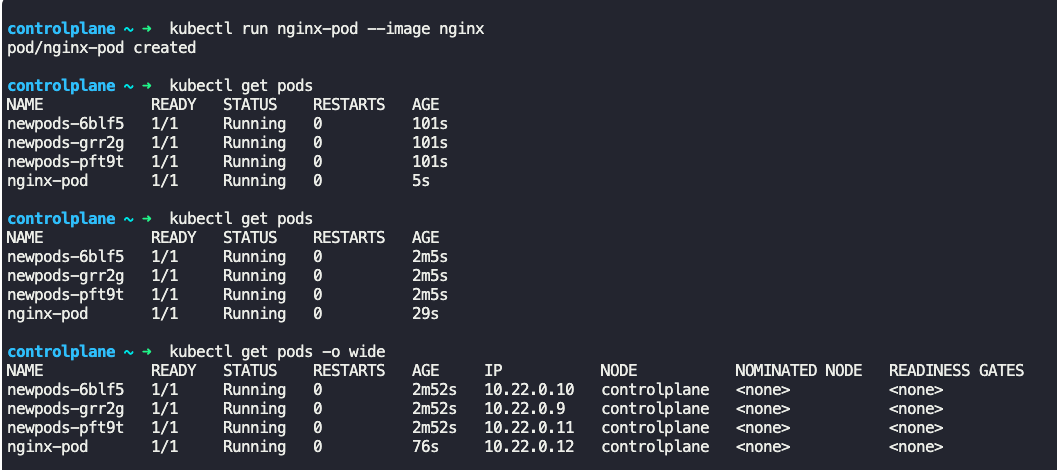 controlplane ~ ➜  kubectl run nginx-pod --image nginx
pod/nginx-pod created
controlplane ~ ➜  kubectl get pods
NAME            READY   STATUS    RESTARTS   AGE
newpods-6blf5   1/1     Running   0          101s
newpods-grr2g   1/1     Running   0          101s
newpods-pft9t   1/1     Running   0          101s
nginx-pod       1/1     Running   0          5s
controlplane ~ ➜  kubectl get pods
NAME            READY   STATUS    RESTARTS   AGE
newpods-6blf5   1/1     Running   0          2m5s
newpods-grr2g   1/1     Running   0          2m5s
newpods-pft9t   1/1     Running   0          2m5s
nginx-pod       1/1     Running   0          29s
controlplane ~ ➜  kubectl get pods -o wide
NAME            READY   STATUS    RESTARTS   AGE     IP           NODE           NOMINATED NODE   READINESS GATES
newpods-6blf5   1/1     Running   0          2m52s   10.22.0.10   controlplane   <none>           <none>
newpods-grr2g   1/1     Running   0          2m52s   10.22.0.9    controlplane   <none>           <none>
newpods-pft9t   1/1     Running   0          2m52s   10.22.0.11   controlplane   <none>           <none>
nginx-pod       1/1     Running   0          76s     10.22.0.12   controlplane   <none>           <none>